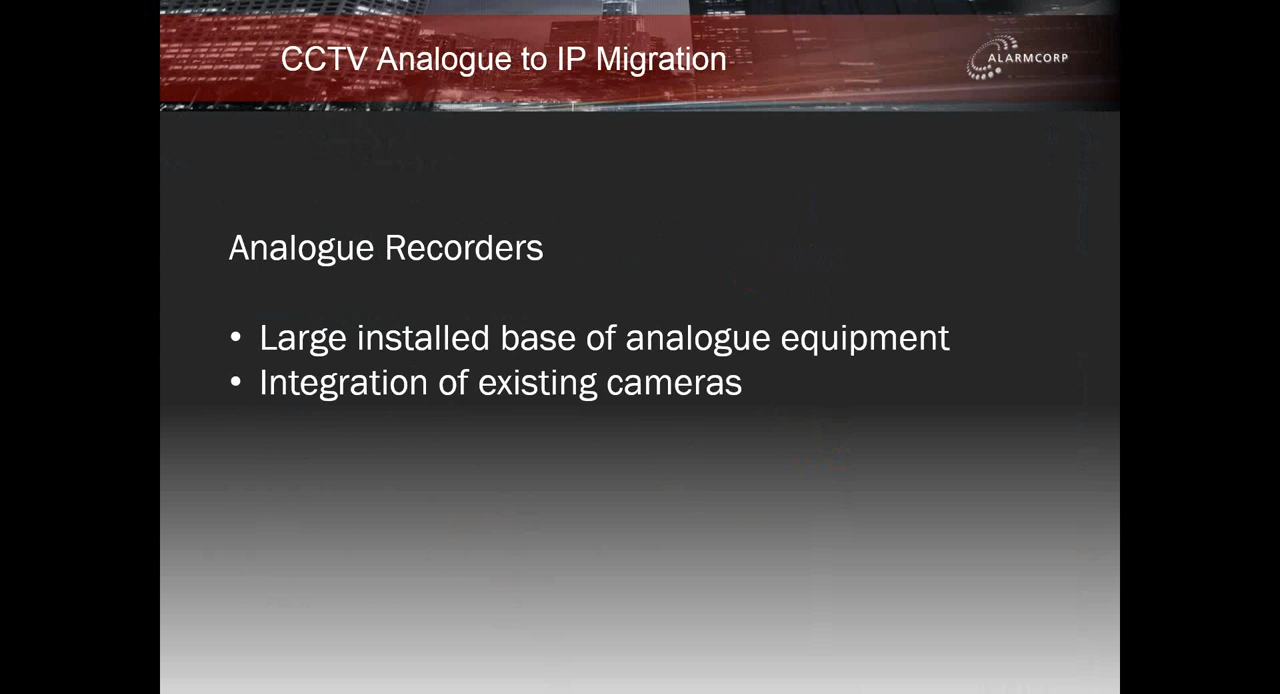 CCTV Analogue to IP Migration
ALARMCORP
Analogue Recorders
• Large installed base of analogue equipment
• Integration of existing cameras